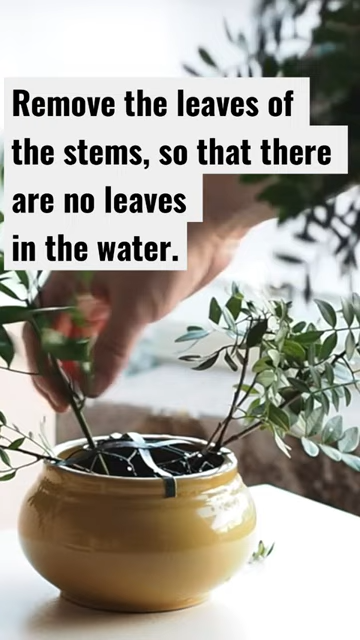 Remove the leaves of
the stems, so that there
are no leaves
in the water.